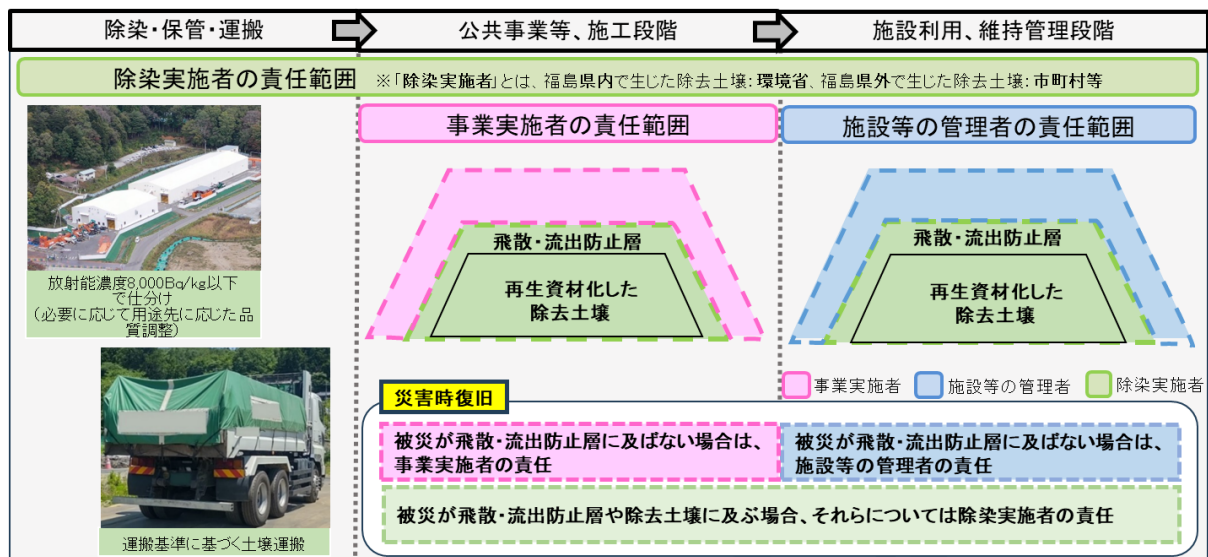 除染・保管・運搬
公共事業等、施工段階
施設利用、維持管理段階
除染実施者の責任範囲 ※「除染実施者」とは、福島県内で生じた除去土壌：環境省、福島県外で生じた除去土壌：市町村等
事業実施者の責任範囲
施設等の管理者の責任範囲
放射能濃度8,000Bq/kg以下
で仕分け
(必要に応じて用途先に応じた品
質調整)
運搬基準に基づく土壌運搬
飛散・流出防止層
再生資材化した
除去土壌
飛散・流出防止層
再生資材化した
除去土壌
事業実施者 施設等の管理者 除染実施者
災害時復旧
被災が飛散・流出防止層に及ばない場合は、
事業実施者の責任
被災が飛散・流出防止層に及ばない場合は、
施設等の管理者の責任
被災が飛散・流出防止層や除去土壌に及ぶ場合、それらについては除染実施者の責任